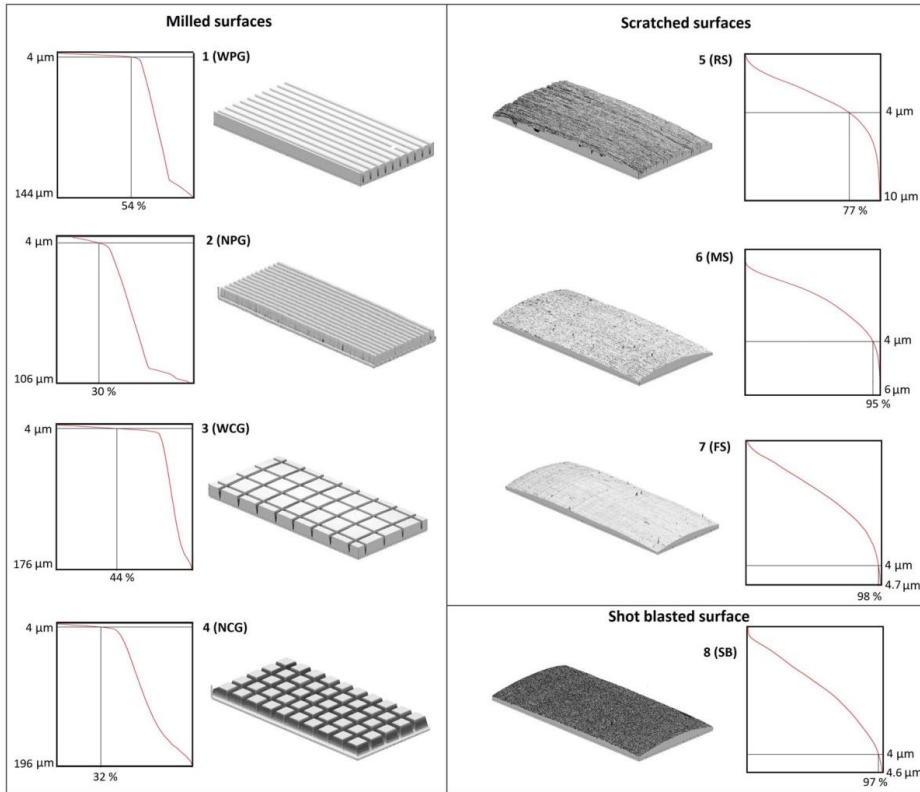 Milled surfaces
4 µm
1 (WPG)
144 µm
54 %
4 µm
2 (NPG)
106 µm
30 %
4 µm
3 (WCG)
176 µm
44 %
4 µm
4 (NCG)
196 µm
32 %
Scratched surfaces
5 (RS)
4 µm
10 µm
77 %
6 (MS)
4 µm
6 µm
95 %
7 (FS)
4 µm
4.7 µm
98 %
Shot blasted surface
8 (SB)
4 µm
4.6 µm
97 %